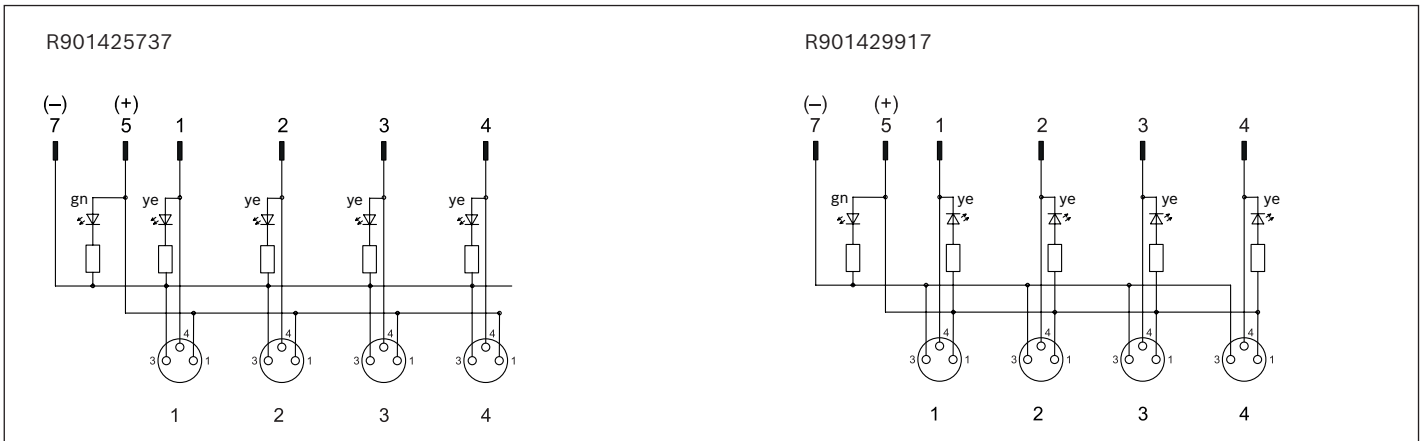 R901425737 R901429917
(–) (+) (–) (+)
7 5 1 2 3 4 7 5 1 2 3 4
gn ye ye ye ye gn ye ye ye ye
4 4 4 4 4 4 4 4
3 1 3 1 3 1 3 1 3 1 3 1 3 1 3 1
1 2 3 4 1 2 3 4